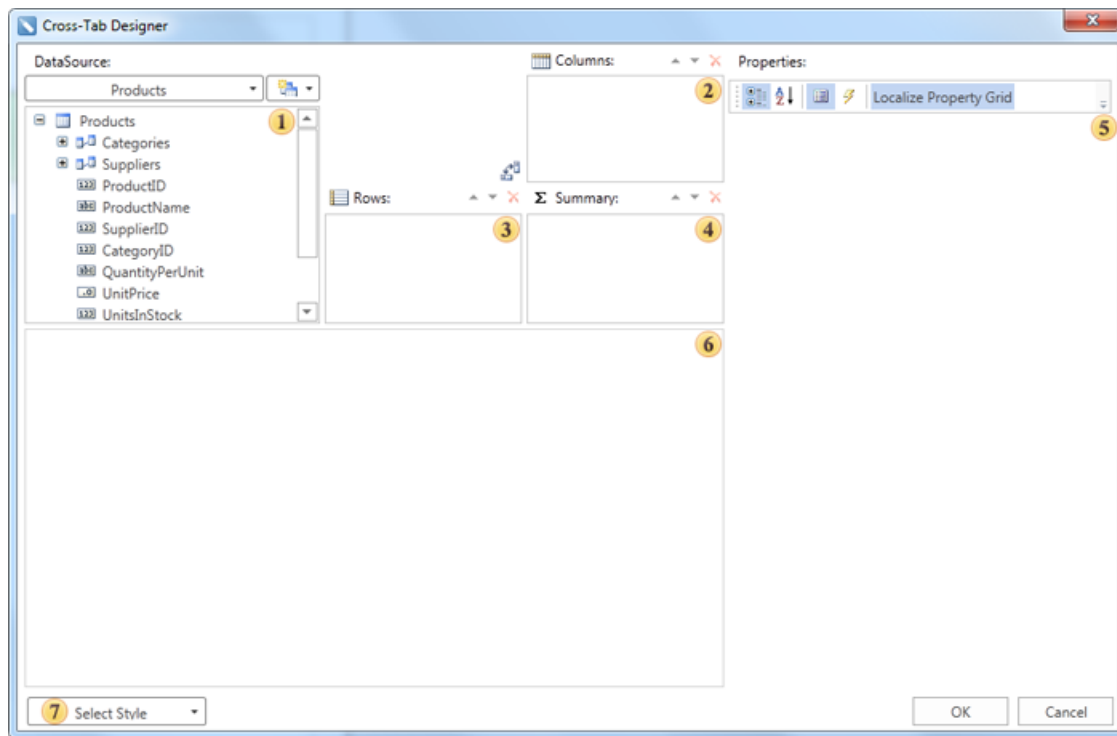 Cross-Tab Designer
DataSource:
Columns:
Properties:
Products
2
Localize Property Grid
5
Products
1
Categories
Suppliers
ProductID
Rows:
Σ Summary:
ProductName
SupplierID
3
4
CategoryID
QuantityPerUnit
UnitPrice
UnitsInStock
6
7 Select Style
OK
Cancel